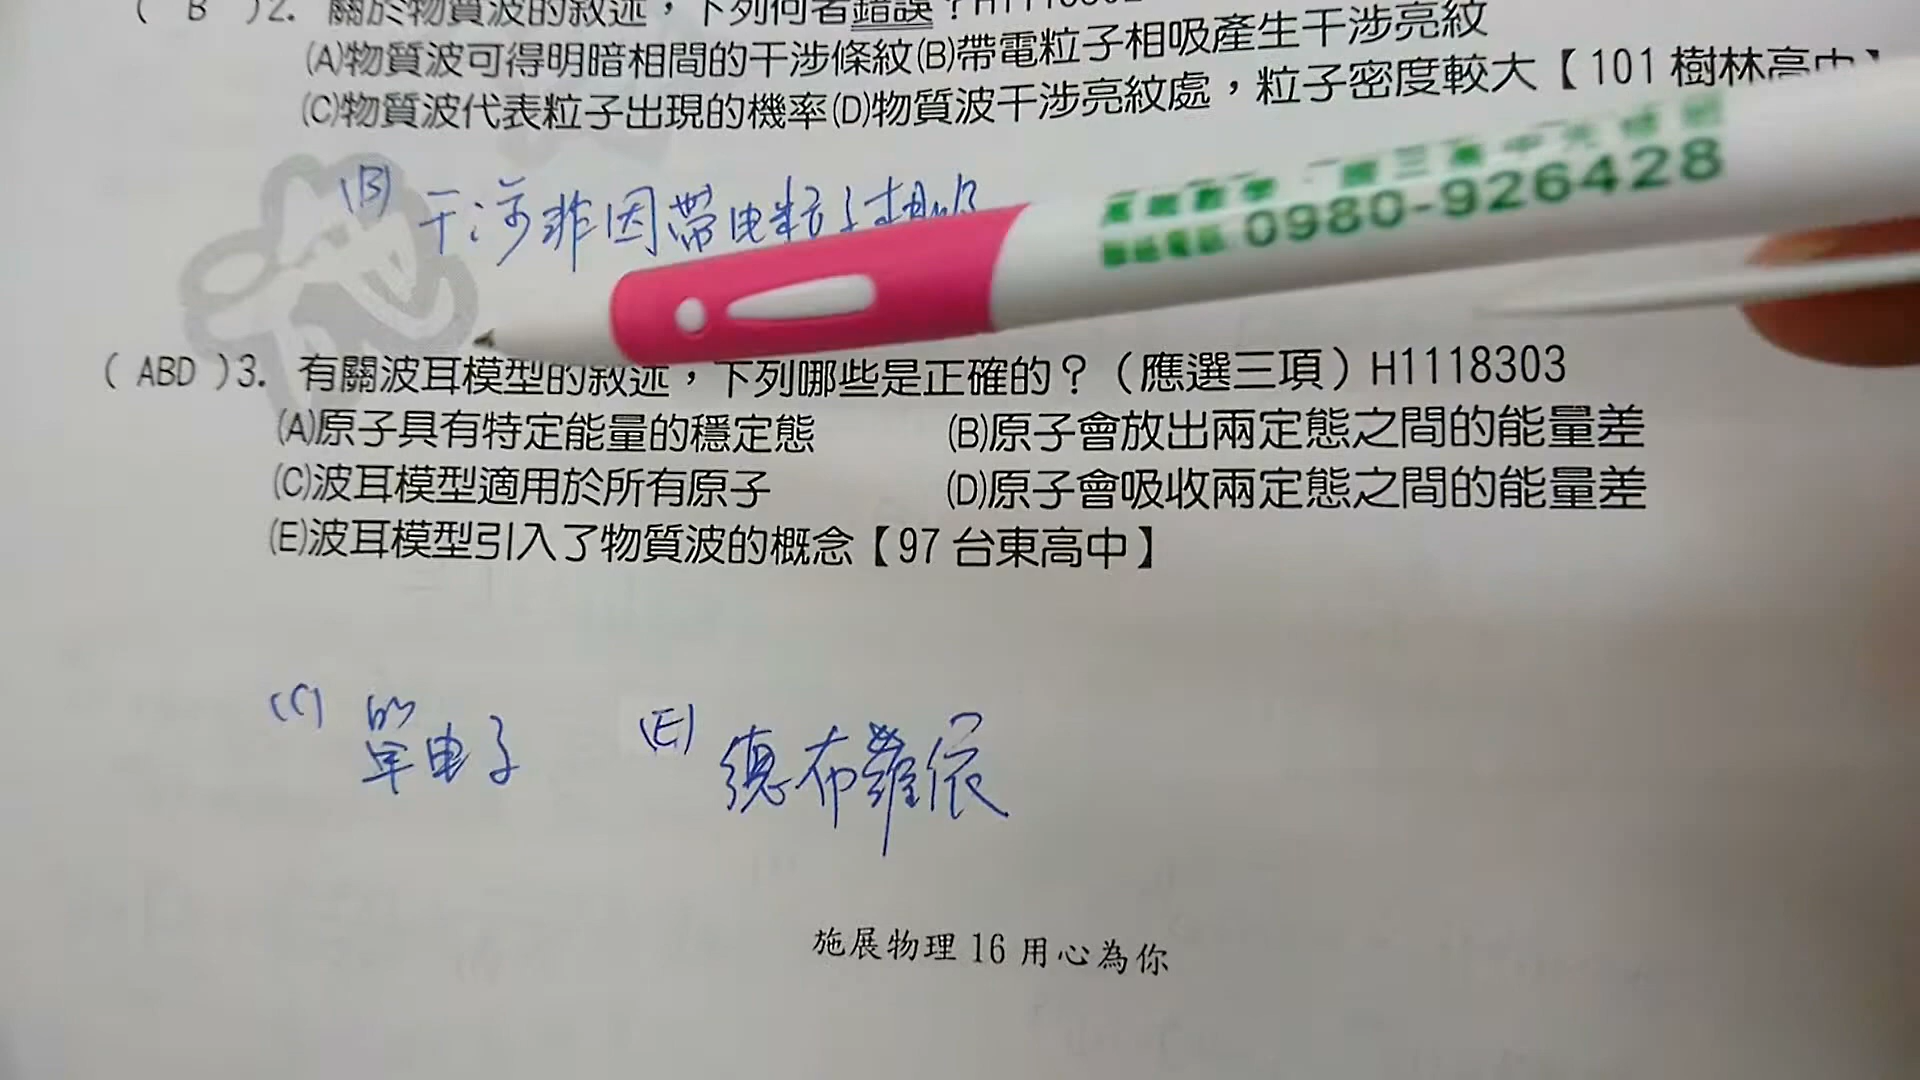 ( B )2. 關於物質波的敘述，下列何者錯誤？H111830
(A)物質波可得明暗相間的干涉條紋(B)帶電粒子相吸產生干涉亮紋
(C)物質波代表粒子出現的機率(D)物質波干涉亮紋處，粒子密度較大【101 樹林高中】
(B) 干涉非因帶电粒子相吸
聯絡電話:0980-926428
( ABD )3. 有關波耳模型的敘述，下列哪些是正確的？（應選三項）H1118303
(A)原子具有特定能量的穩定態 (B)原子會放出兩定態之間的能量差
(C)波耳模型適用於所有原子 (D)原子會吸收兩定態之間的能量差
(E)波耳模型引入了物質波的概念【97 台東高中】
(C) 單电子 (E) 德布羅依
施展物理 16 用心為你